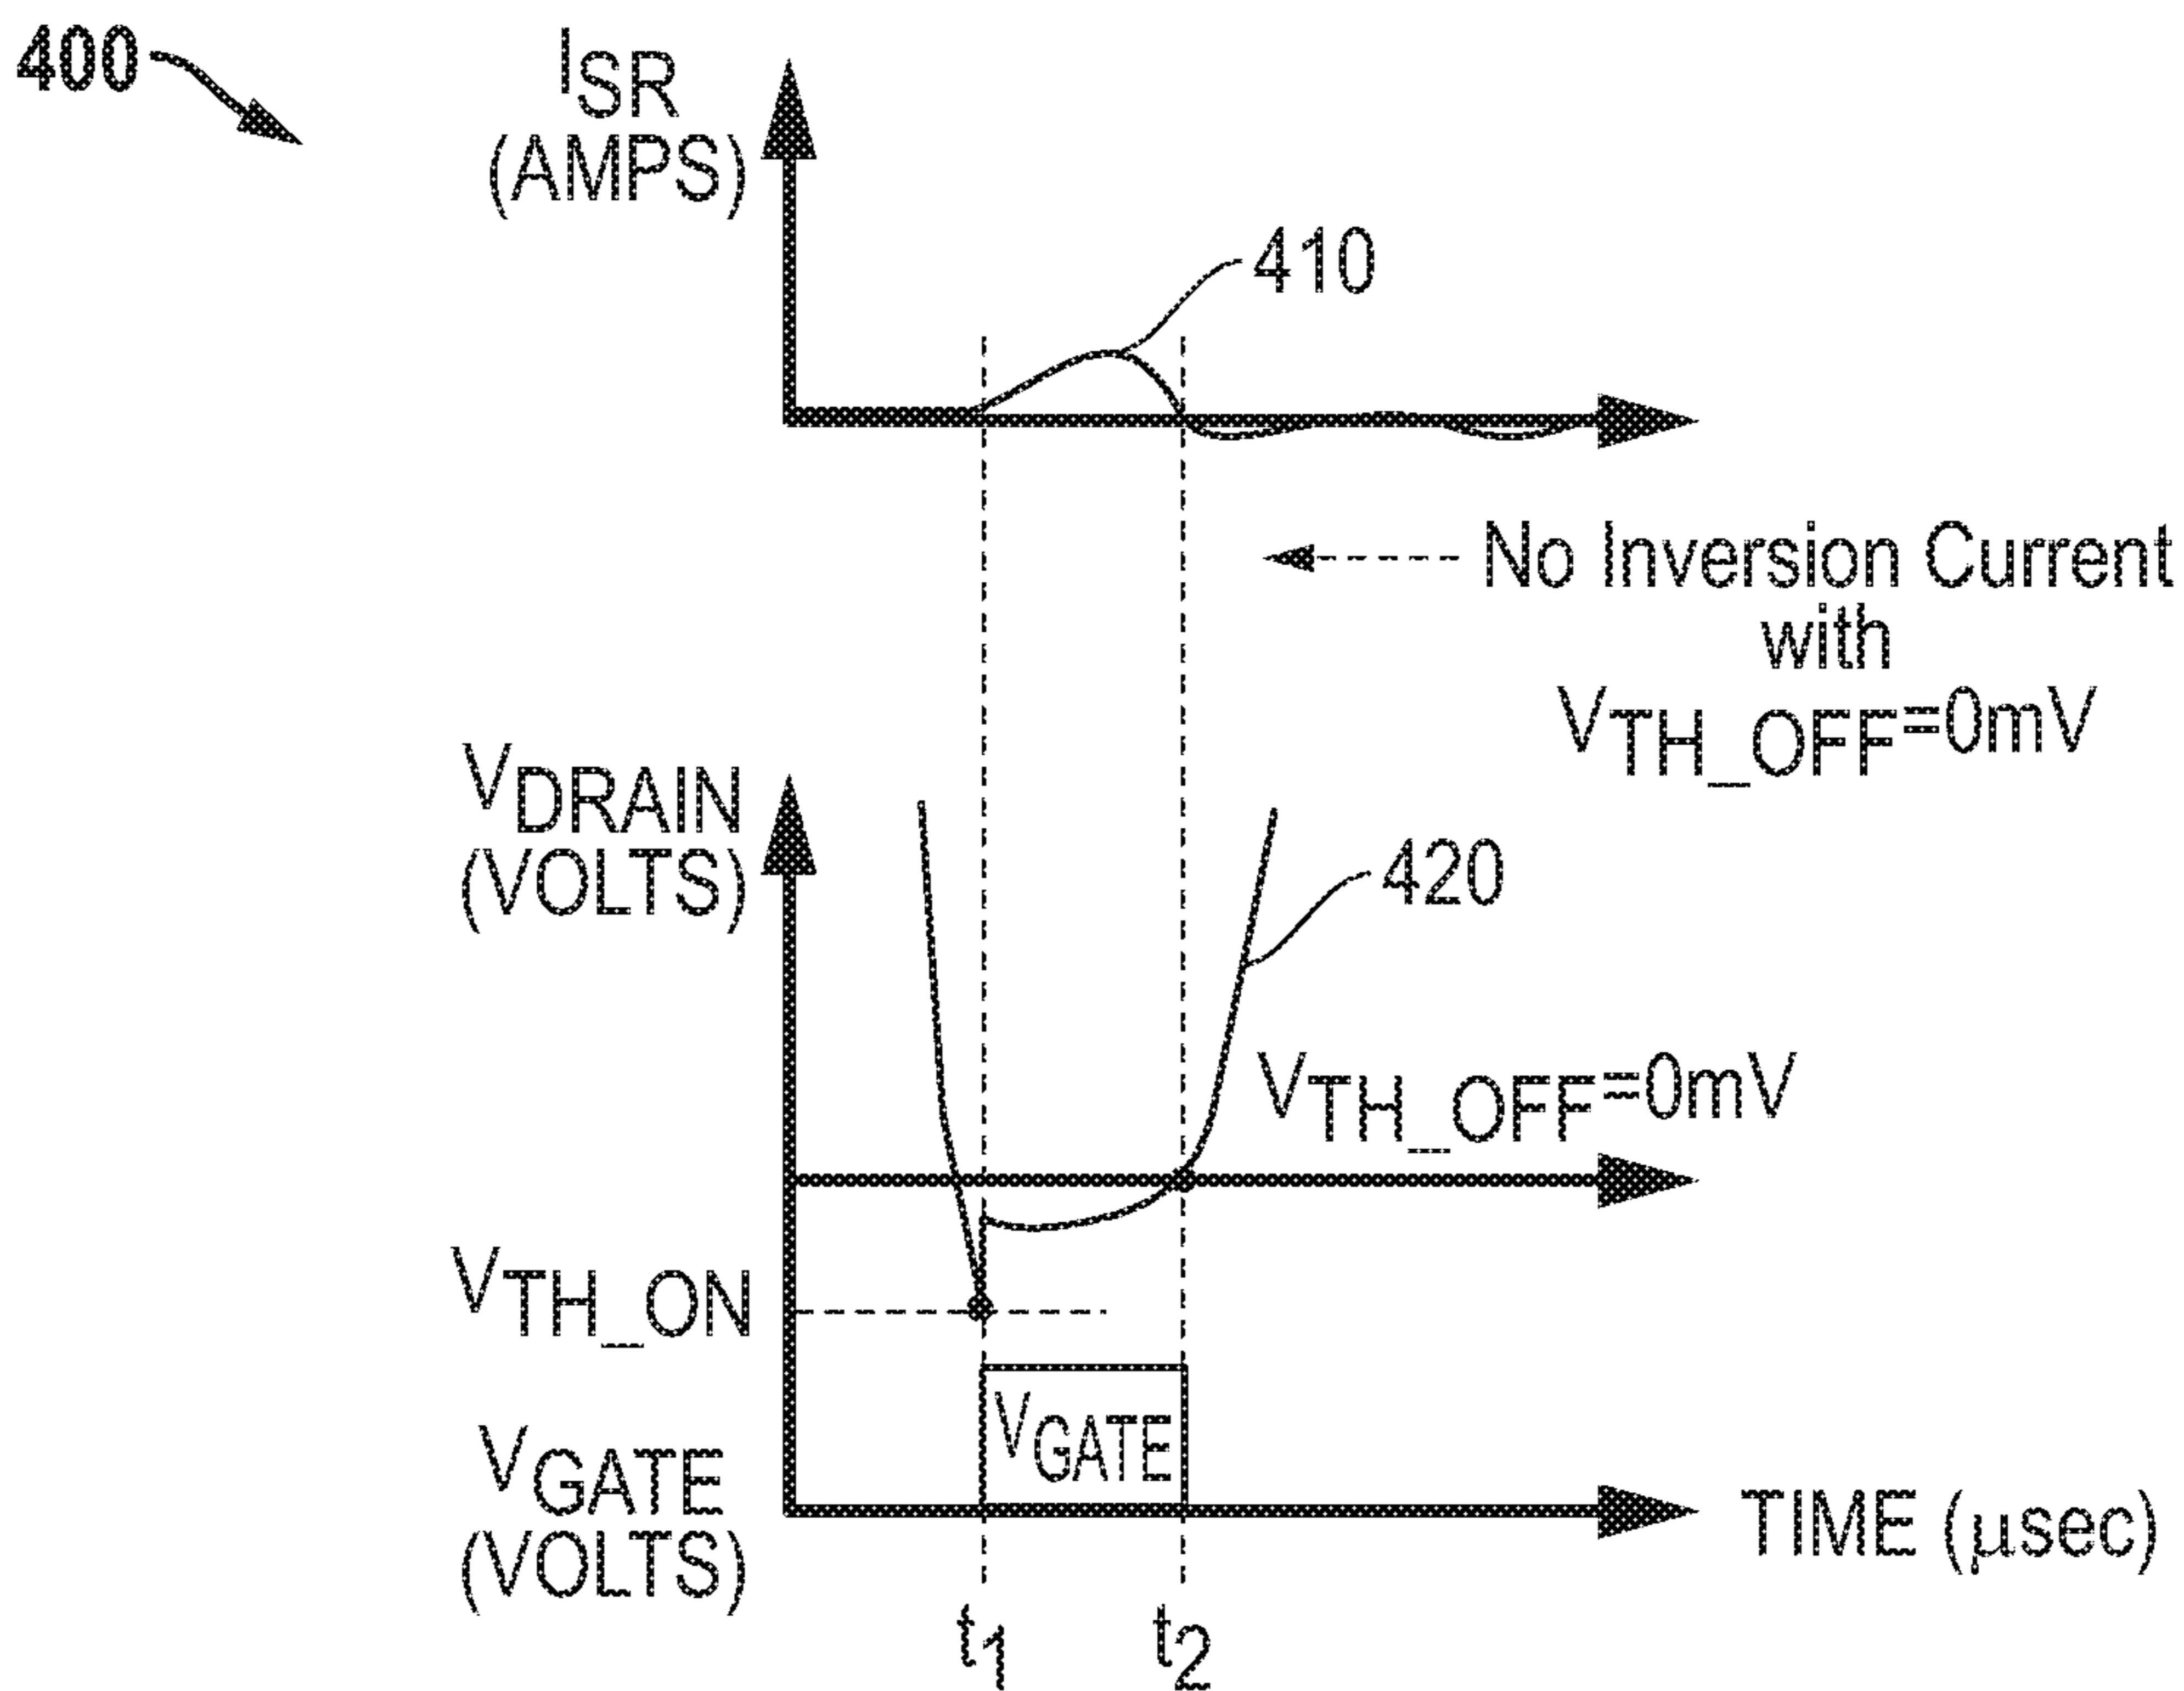 400
ISR
(AMPS)
410
No Inversion Current
with
VTH_OFF=0mV
VDRAIN
(VOLTS)
420
VTH_OFF=0mV
VTH_ON
VGATE
VGATE
(VOLTS)
TIME (µsec)
t1
t2